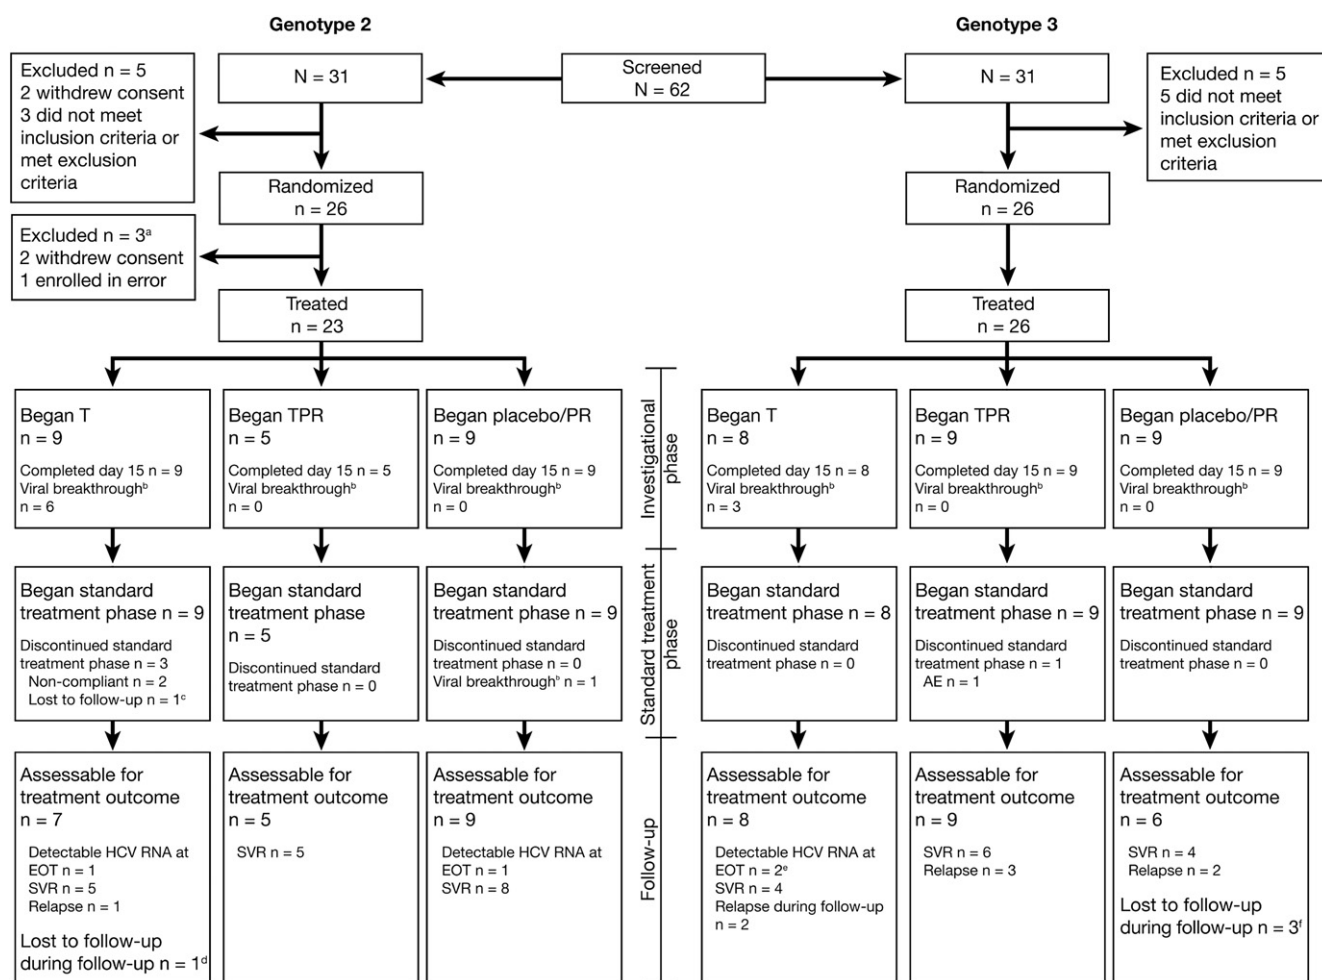 Genotype 2
Genotype 3
Excluded n = 5
2 withdrew consent
3 did not meet
inclusion criteria or
met exclusion
criteria
N = 31
Screened
N = 62
N = 31
Excluded n = 5
5 did not meet
inclusion criteria or
met exclusion
criteria
Randomized
n = 26
Randomized
n = 26
Excluded n = 3ᵃ
2 withdrew consent
1 enrolled in error
Treated
n = 23
Treated
n = 26
Began T
n = 9
Completed day 15 n = 9
Viral breakthroughᵇ
n = 6
Began TPR
n = 5
Completed day 15 n = 5
Viral breakthroughᵇ
n = 0
Began placebo/PR
n = 9
Completed day 15 n = 9
Viral breakthroughᵇ
n = 0
Investigational
phase
Began T
n = 8
Completed day 15 n = 8
Viral breakthroughᵇ
n = 3
Began TPR
n = 9
Completed day 15 n = 9
Viral breakthroughᵇ
n = 0
Began placebo/PR
n = 9
Completed day 15 n = 9
Viral breakthroughᵇ
n = 0
Began standard
treatment phase n = 9
Discontinued standard
treatment phase n = 3
Non-compliant n = 2
Lost to follow-up n = 1ᶜ
Began standard
treatment phase
n = 5
Discontinued standard
treatment phase n = 0
Began standard
treatment phase n = 9
Discontinued standard
treatment phase n = 0
Viral breakthroughᵇ n = 1
Standard treatment
phase
Began standard
treatment phase n = 8
Discontinued standard
treatment phase n = 0
Began standard
treatment phase n = 9
Discontinued standard
treatment phase n = 1
AE n = 1
Began standard
treatment phase n = 9
Discontinued standard
treatment phase n = 0
Assessable for
treatment outcome
n = 7
Detectable HCV RNA at
EOT n = 1
SVR n = 5
Relapse n = 1
Lost to follow-up
during follow-up n = 1ᵈ
Assessable for
treatment outcome
n = 5
SVR n = 5
Assessable for
treatment outcome
n = 9
Detectable HCV RNA at
EOT n = 1
SVR n = 8
Follow-up
Assessable for
treatment outcome
n = 8
Detectable HCV RNA at
EOT n = 2ᵉ
SVR n = 4
Relapse during follow-up
n = 2
Assessable for
treatment outcome
n = 9
SVR n = 6
Relapse n = 3
Assessable for
treatment outcome
n = 6
SVR n = 4
Relapse n = 2
Lost to follow-up
during follow-up n = 3ᶠ